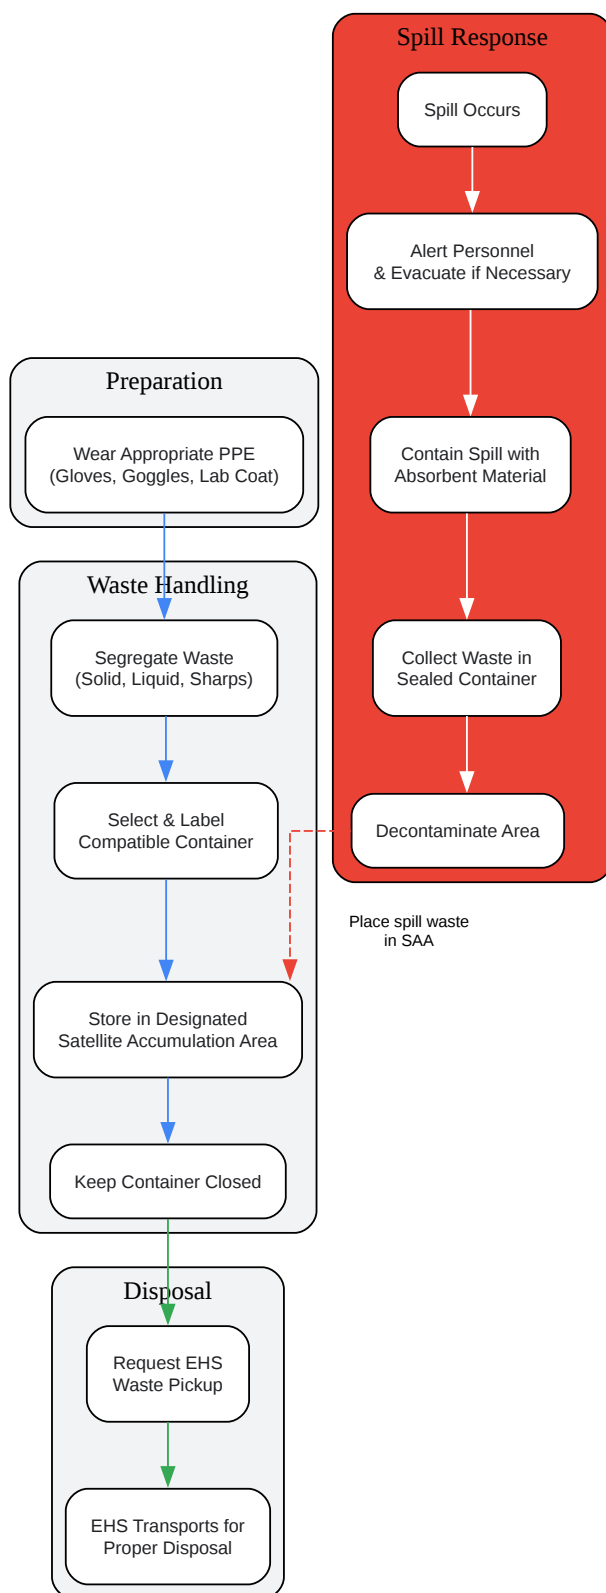 Spill Response
Spill Occurs
Alert Personnel
& Evacuate if Necessary
Preparation
Wear Appropriate PPE
(Gloves, Goggles, Lab Coat)
Contain Spill with
Absorbent Material
Waste Handling
Segregate Waste
(Solid, Liquid, Sharps)
Collect Waste in
Sealed Container
Select & Label
Compatible Container
Decontaminate Area
Place spill waste
in SAA
Store in Designated
Satellite Accumulation Area
Keep Container Closed
Disposal
Request EHS
Waste Pickup
EHS Transports for
Proper Disposal